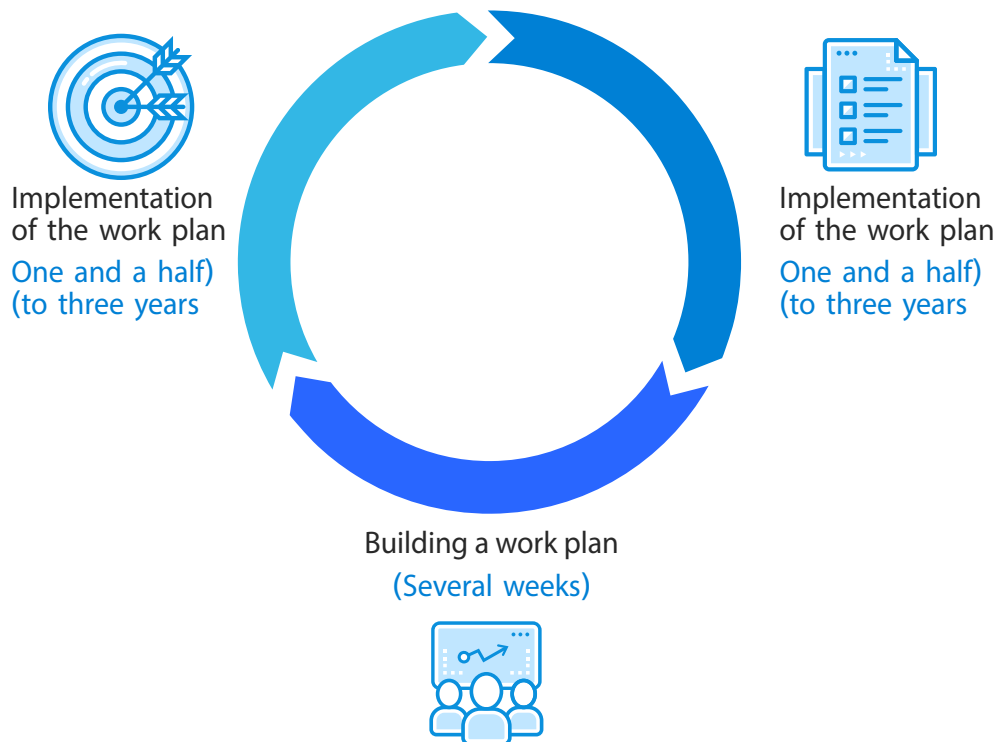 Implementation
of the work plan
One and a half)
(to three years
Implementation
of the work plan
One and a half)
(to three years
Building a work plan
(Several weeks)